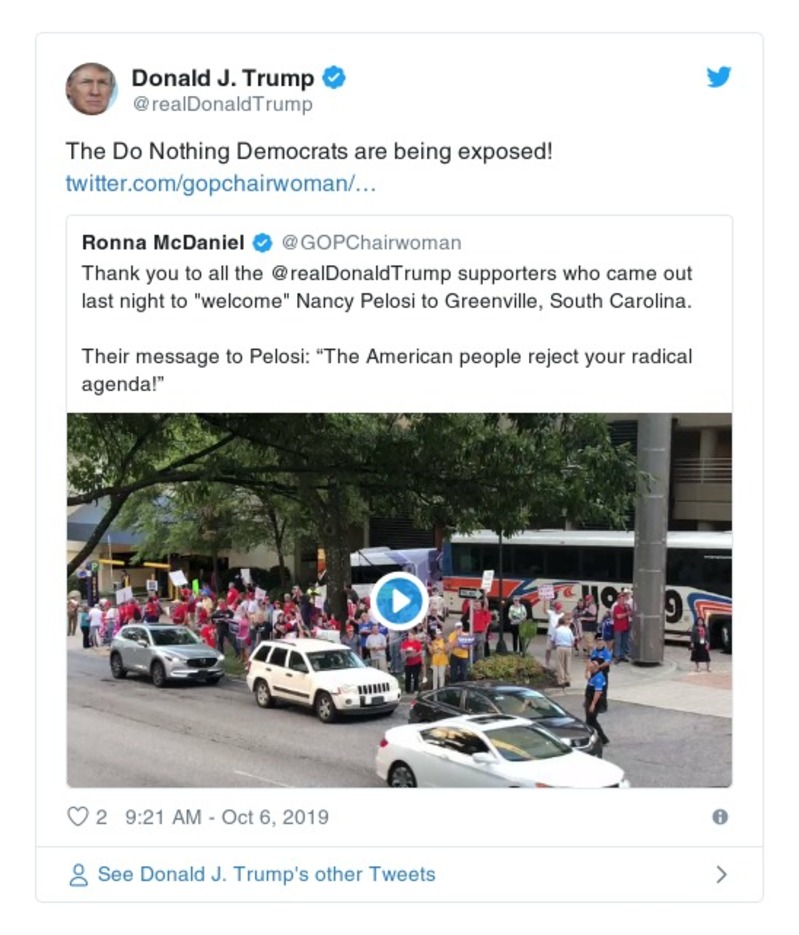 Donald J. Trump
@realDonaldTrump
The Do Nothing Democrats are being exposed!
twitter.com/gopchairwoman/…
Ronna McDaniel @GOPChairwoman
Thank you to all the @realDonaldTrump supporters who came out
last night to "welcome" Nancy Pelosi to Greenville, South Carolina.
Their message to Pelosi: “The American people reject your radical
agenda!”
2 9:21 AM - Oct 6, 2019
See Donald J. Trump's other Tweets